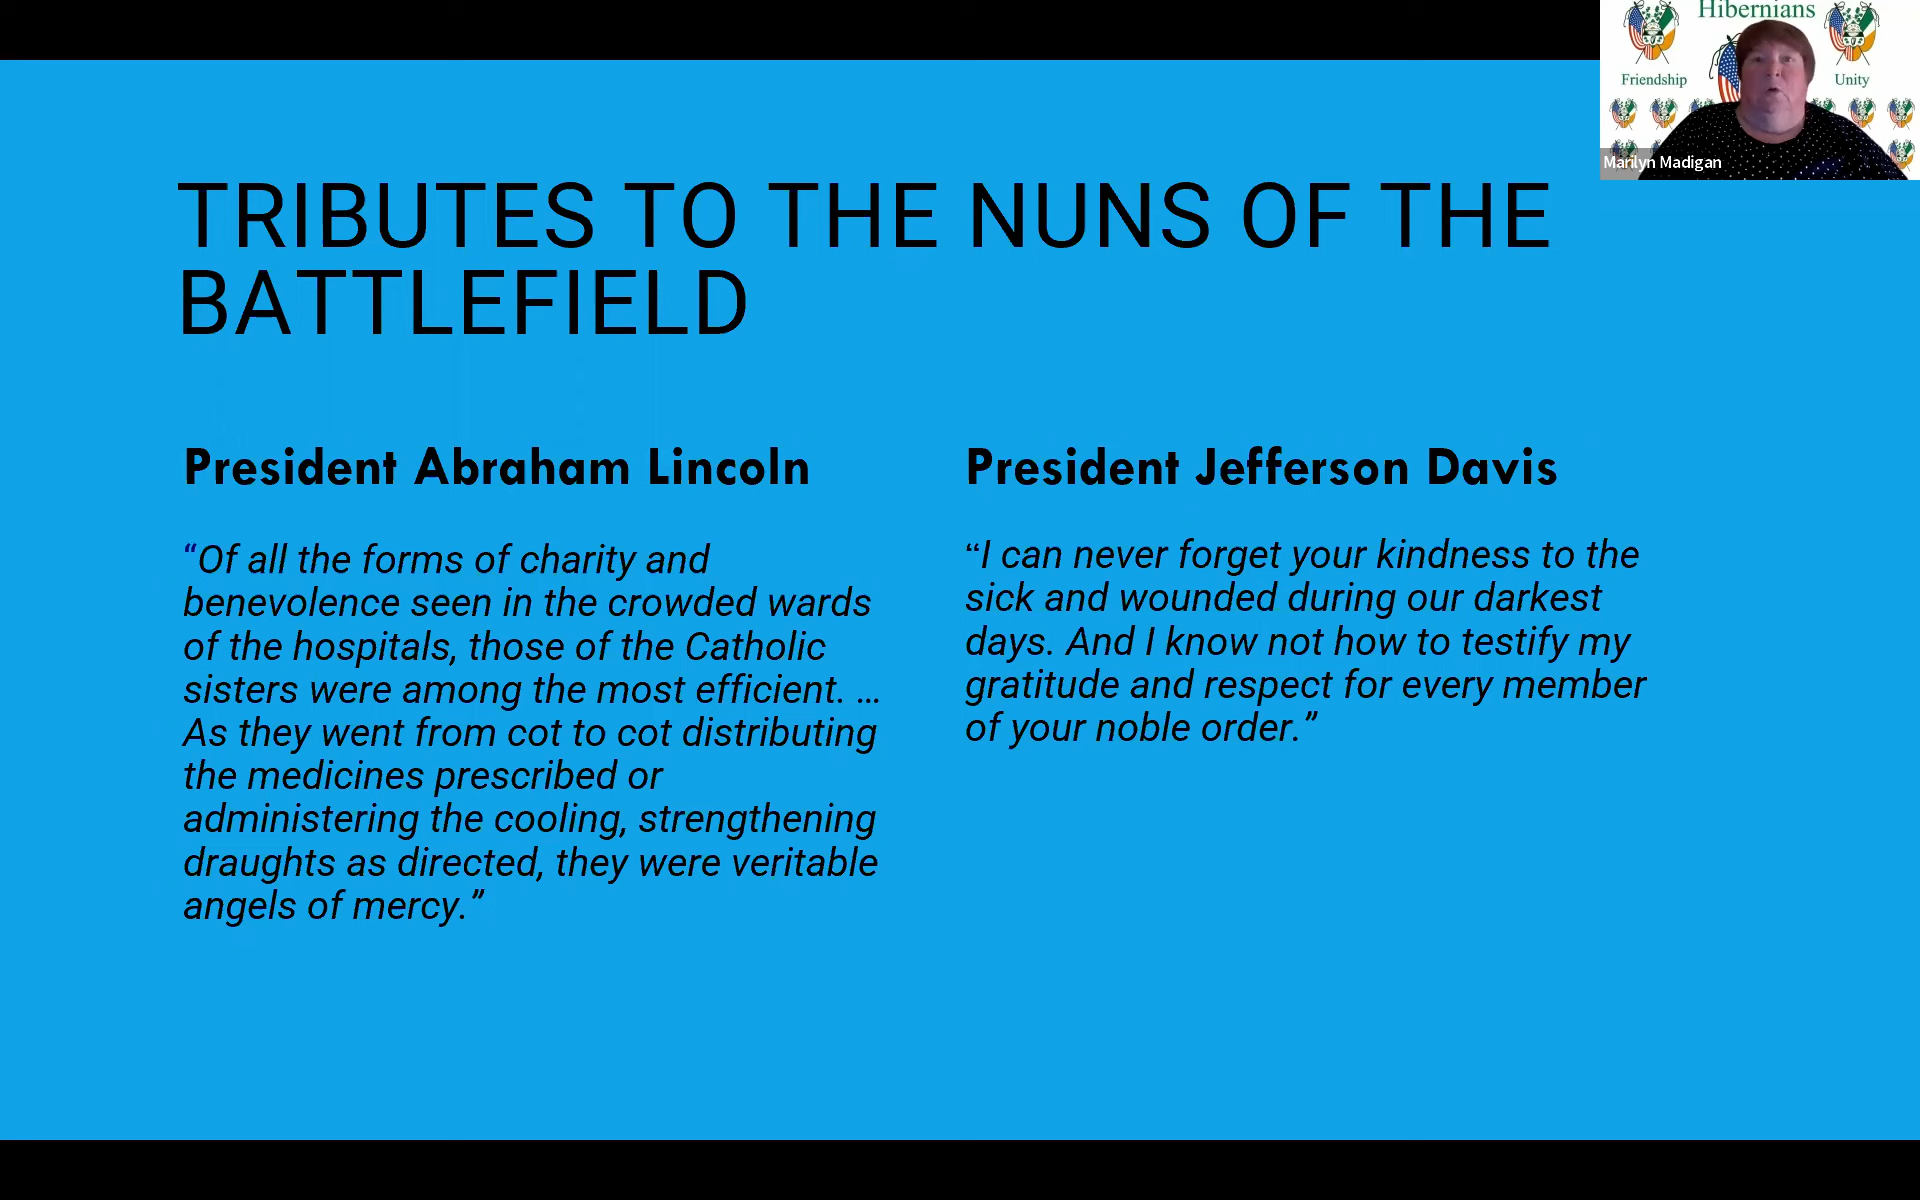 Hibernians
Friendship
Unity
Marilyn Madigan
TRIBUTES TO THE NUNS OF THE
BATTLEFIELD
President Abraham Lincoln
“Of all the forms of charity and
benevolence seen in the crowded wards
of the hospitals, those of the Catholic
sisters were among the most efficient. ...
As they went from cot to cot distributing
the medicines prescribed or
administering the cooling, strengthening
draughts as directed, they were veritable
angels of mercy.”
President Jefferson Davis
“I can never forget your kindness to the
sick and wounded during our darkest
days. And I know not how to testify my
gratitude and respect for every member
of your noble order.”